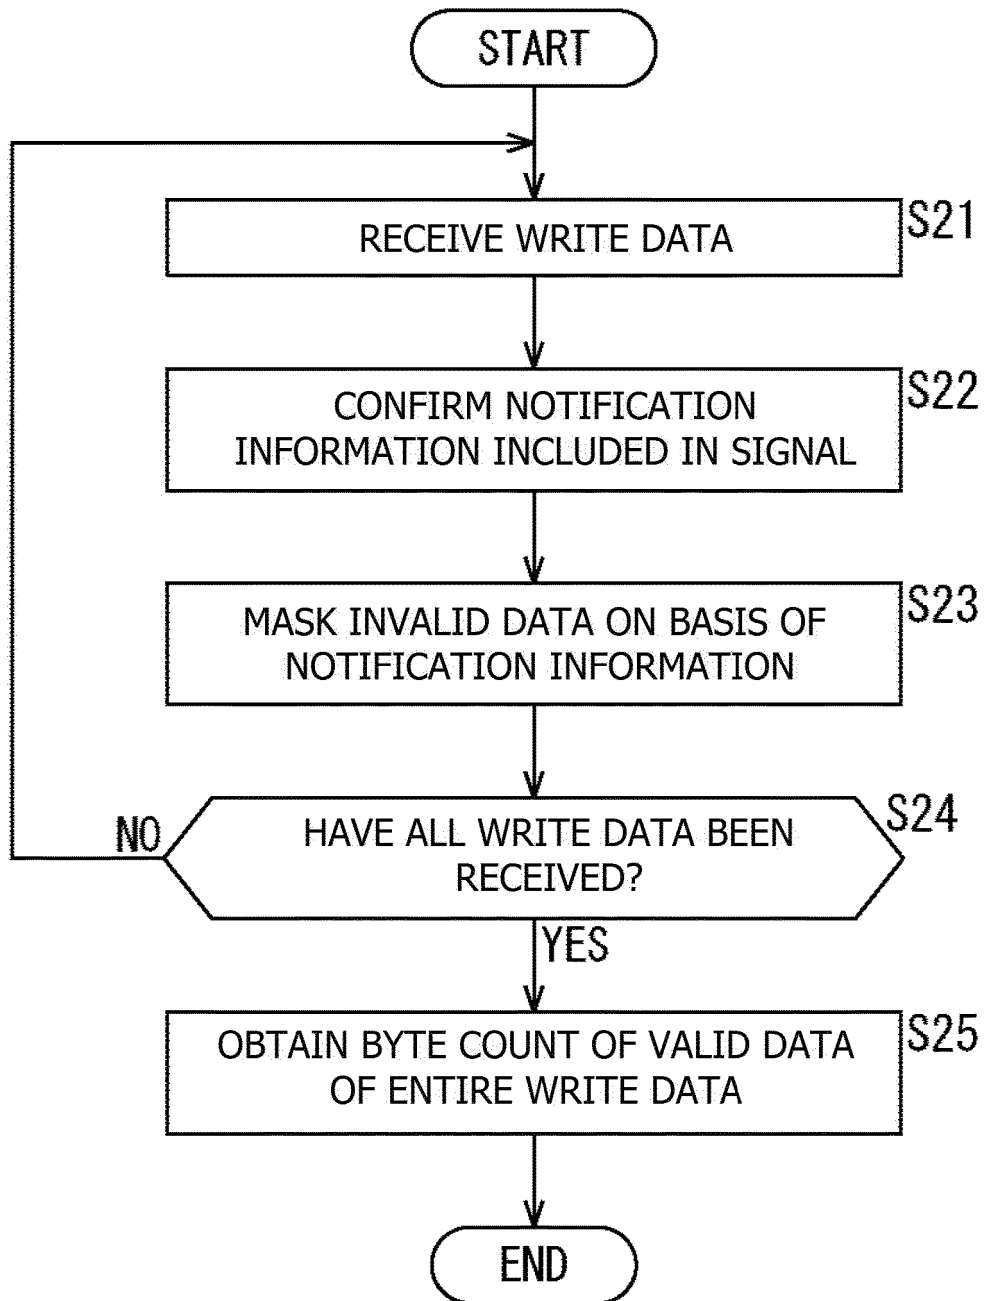 START
RECEIVE WRITE DATA
S21
CONFIRM NOTIFICATION
INFORMATION INCLUDED IN SIGNAL
S22
MASK INVALID DATA ON BASIS OF
NOTIFICATION INFORMATION
S23
HAVE ALL WRITE DATA BEEN
RECEIVED?
S24
NO
YES
OBTAIN BYTE COUNT OF VALID DATA
OF ENTIRE WRITE DATA
S25
END